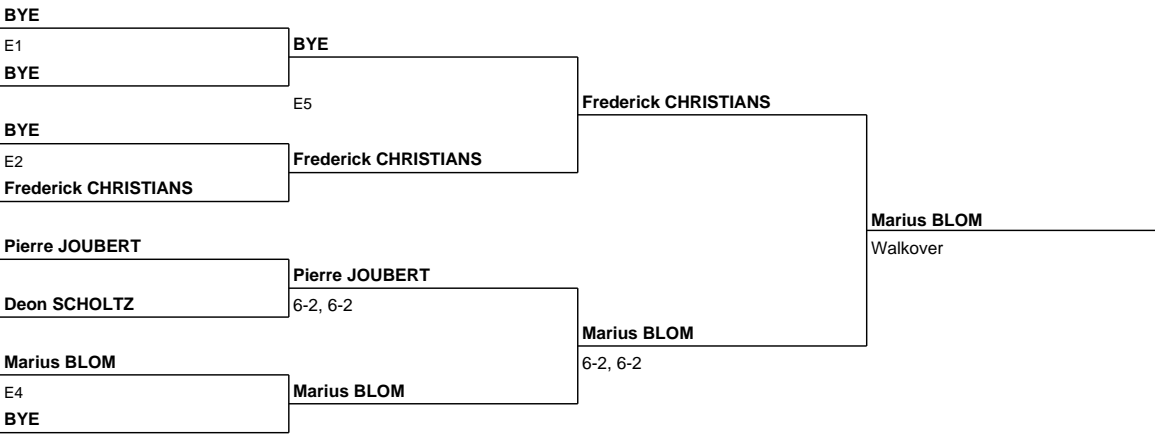 BYE
E1
BYE
BYE
E5
Frederick CHRISTIANS
BYE
E2
Frederick CHRISTIANS
Frederick CHRISTIANS
Marius BLOM
Walkover
Pierre JOUBERT
Pierre JOUBERT
Deon SCHOLTZ
6-2, 6-2
Marius BLOM
6-2, 6-2
Marius BLOM
E4
Marius BLOM
BYE